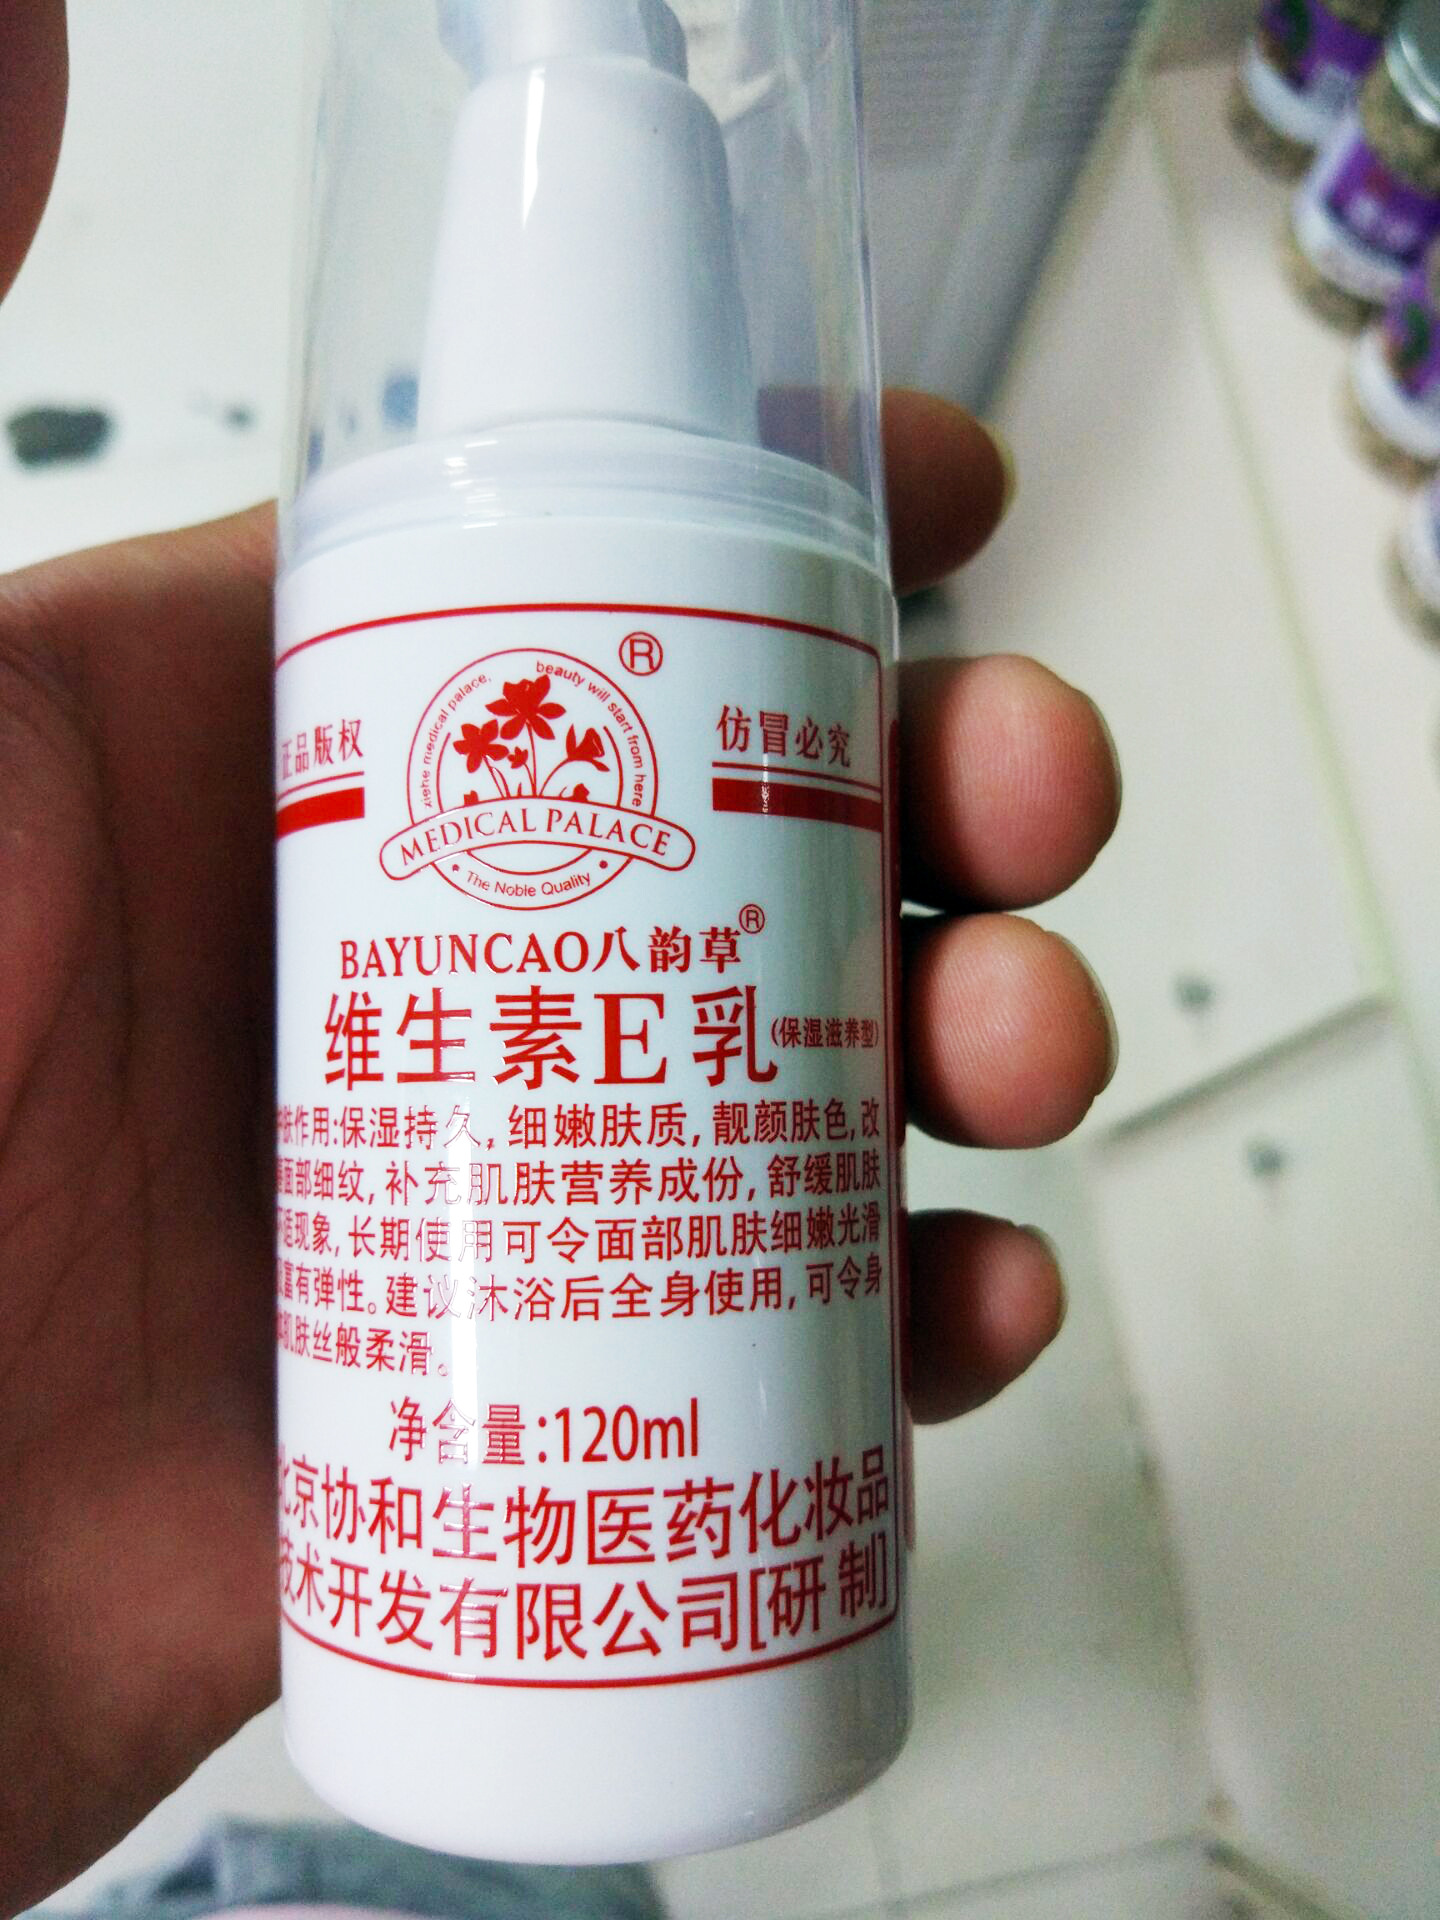 正品版权
仿冒必究
®
xiehe medical palace,
beauty will start from here
MEDICAL PALACE
The Noble Quality
BAYUNCAO八韵草®
维生素E乳(保湿滋养型)
肤作用:保湿持久,细嫩肤质,靓颜肤色,改
面部细纹,补充肌肤营养成份,舒缓肌肤
适现象,长期使用可令面部肌肤细嫩光滑
富有弹性。建议沐浴后全身使用,可令身
肌肤丝般柔滑。
净含量:120ml
北京协和生物医药化妆品
技术开发有限公司[研制]